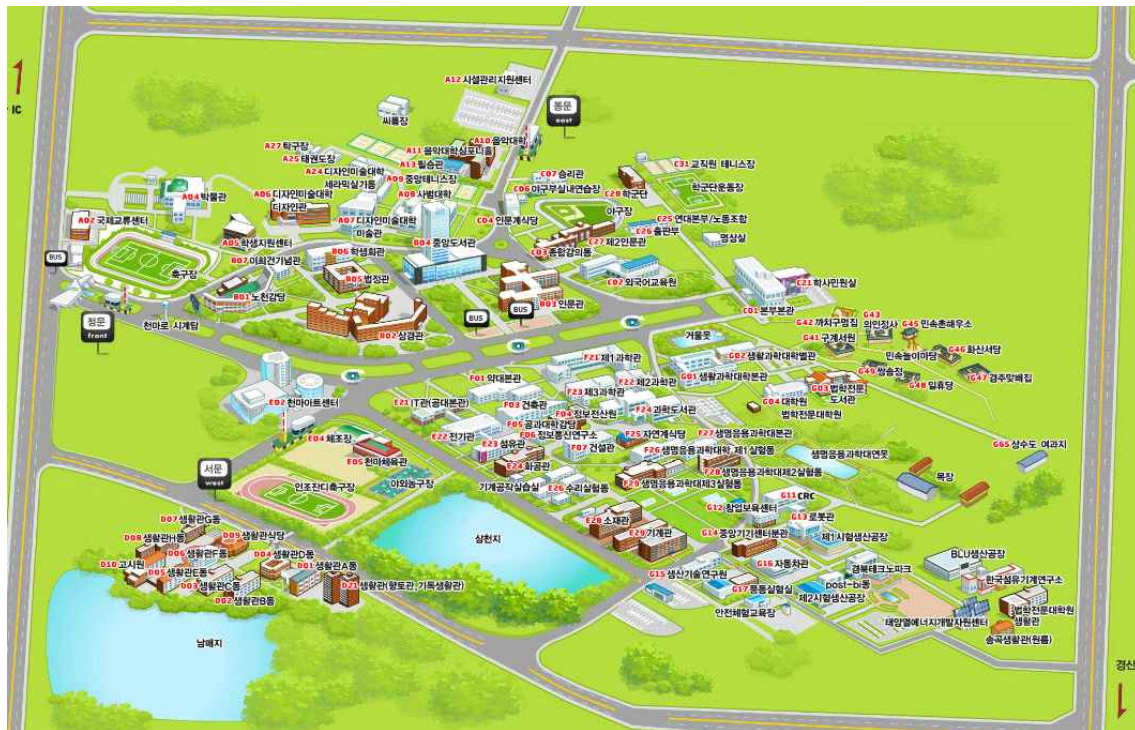 A12 시설관리지원센터
IC
씨름장
동문
east
A10 음악대학
A11 음악대학심포니홀
A27 탁구장
A25 태권도장
A13 필승관
A24 디자인미술대학
세라믹실기동
A09 중앙테니스장
A08 사범대학
C07 승리관
C06 야구부실내연습장
C28 학군단
C31 교직원 테니스장
학군단운동장
A04 박물관
A06 디자인미술대학
디자인관
A02 국제교류센터
A07 디자인미술대학
미술관
C04 인문계식당
야구장
C25 연대본부/노동조합
C26 출판부
명상실
A05 학생지원센터
B04 중앙도서관
C27 제2인문관
C03 종합강의동
BUS
B07 이희건기념관
B06 학생회관
축구장
B05 법정관
C02 외국어교육원
C21 학사민원실
B01 노천강당
B03 인문관
C01 본부본관
BUS
BUS
정문
front
천마로 시계탑
B02 상경관
거울못
G42 까치구멍집
G43
의인정사
G45 민속촌해우소
G41 구계서원
민속놀이마당
G46 화산서당
F21 제1과학관
G02 생활과학대학별관
G01 생활과학대학본관
G49 쌍송정
G48 일휴당
G47 경주맞배집
F01 약대본관
F22 제2과학관
F23 제3과학관
G03 법학전문
도서관
E02 천마아트센터
E21 IT관(공대본관)
F03 건축관
F04 정보전산원
F24 과학도서관
G04 대학원
법학전문대학원
F05 공과대학강당
E04 체조장
E22 전기관
F06 정보통신연구소
F25 자연계식당
F27 생명응용과학대본관
E23 섬유관
F07 건설관
F26 생명응용과학대학 제1실험동
G65 상수도 여과지
E05 천마체육관
E24 화공관
생명응용과학대연못
서문
west
F28 생명응용과학대제2실험동
목장
인조잔디축구장
야외농구장
기계공작실습실
E26 수리실험동
F29 생명응용과학대제3실험동
G11 CRC
G12 창업보육센터
G13 로봇관
D07 생활관G동
E28 소재관
D08 생활관H동
D09 생활관식당
E29 기계관
G14 중앙기기센터분관
제1시험생산공장
삼천지
D06 생활관F동
D04 생활관D동
D10 고시원
D01 생활관A동
D05 생활관E동
G16 자동차관
BLU생산공장
G15 생산기술연구원
경북테크노파크
D03 생활관C동
D21 생활관(향토관,기독생활관)
G17 풍동실험실
post-bi동
한국섬유기계연구소
D02 생활관B동
제2시험생산공장
안전체험교육장
법학전문대학원
생활관
태양열에너지개발자원센터
남매지
송곡생활관(원룸)
경산